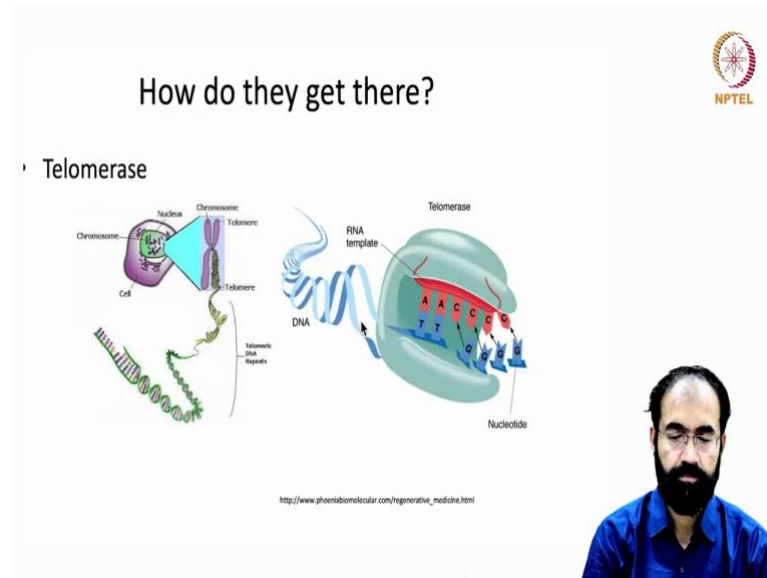 How do they get there?
NPTEL
Telomerase
Nucleus
Chromosome
Telomere
Chromosome
Telomere
Cell
Telomeric
DNA
Repeats
Telomerase
RNA
template
DNA
A A C C C C
T T G G G G
Nucleotide
http://www.phoenixbiomolecular.com/regenerative_medicine.html